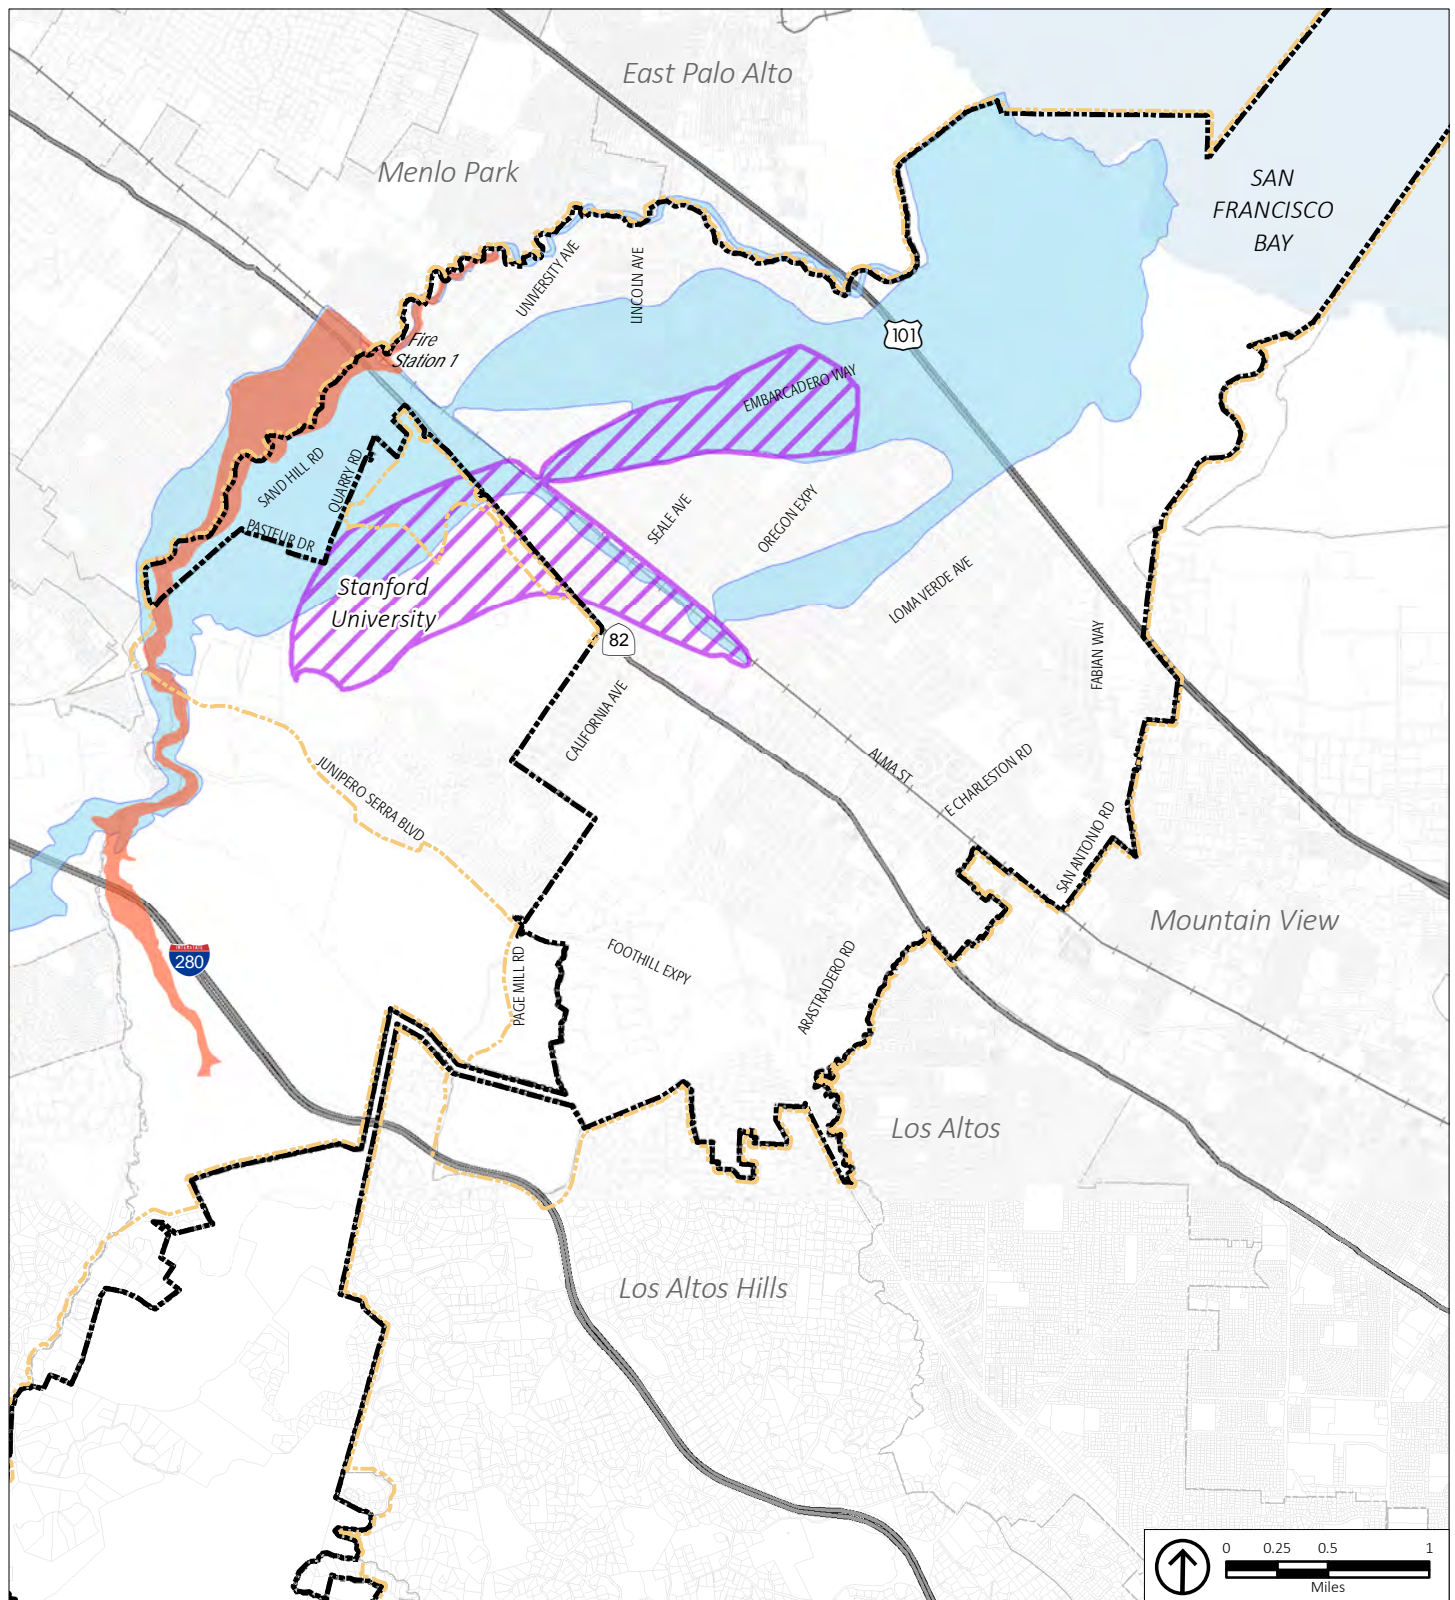 East Palo Alto
Menlo Park
SAN
FRANCISCO
BAY
UNIVERSITY AVE
LINCOLN AVE
101
Fire
Station 1
EMBARCADERO WAY
SAND HILL RD
QUARRY RD
PASTEUR DR
SEALE AVE
OREGON EXPY
Stanford
University
LOMA VERDE AVE
82
FABIAN WAY
CALIFORNIA AVE
JUNIPERO SERRA BLVD
ALMA ST
E CHARLESTON RD
SAN ANTONIO RD
Mountain View
INTERSTATE
280
PAGE MILL RD
FOOTHILL EXPY
ARASTRADERO RD
Los Altos
Los Altos Hills
0 0.25 0.5 1
Miles